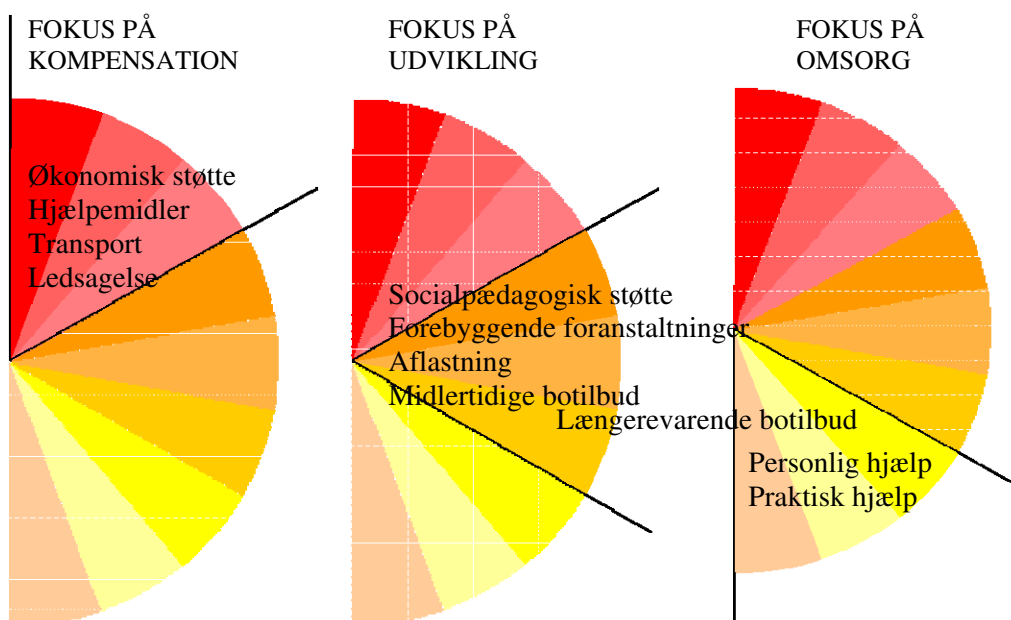 FOKUS PÅ
KOMPENSATION
Økonomisk støtte
Hjælpemidler
Transport
Ledsagelse
FOKUS PÅ
UDVIKLING
Socialpædagogisk støtte
Forebyggende foranstaltninger
Aflastning
Midlertidige botilbud
Længerevarende botilbud
FOKUS PÅ
OMSORG
Personlig hjælp
Praktisk hjælp